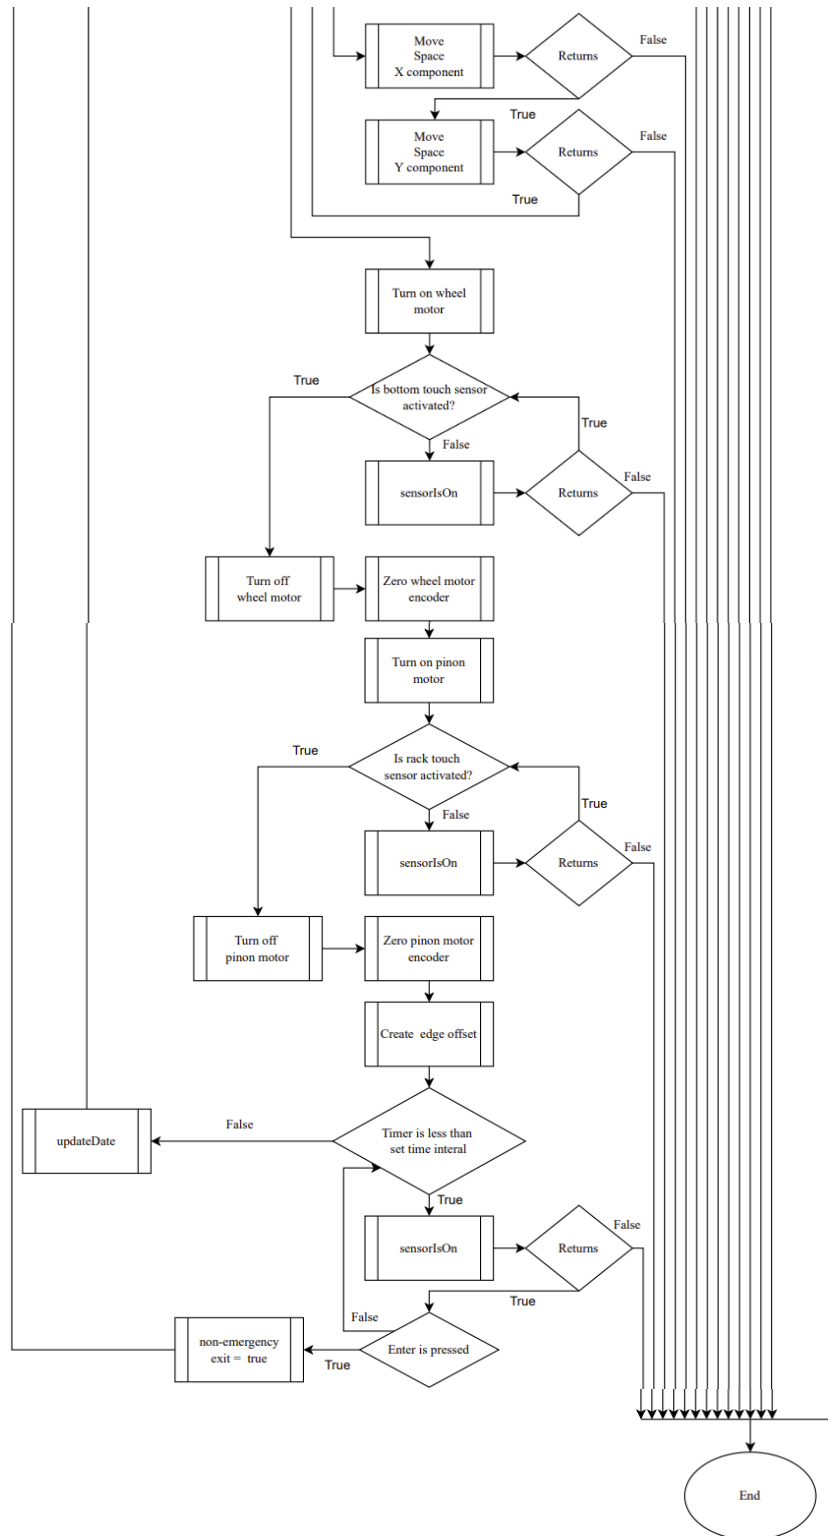 Move
Space
X component
Returns
False
True
Move
Space
Y component
Returns
False
True
Turn on wheel
motor
True
Is bottom touch sensor
activated?
True
False
sensorIsOn
Returns
False
Turn off
wheel motor
Zero wheel motor
encoder
Turn on pinon
motor
True
Is rack touch
sensor activated?
True
False
sensorIsOn
Returns
False
Turn off
pinon motor
Zero pinon motor
encoder
Create edge offset
updateDate
False
Timer is less than
set time interal
True
sensorIsOn
Returns
False
True
False
non-emergency
exit = true
True
Enter is pressed
End